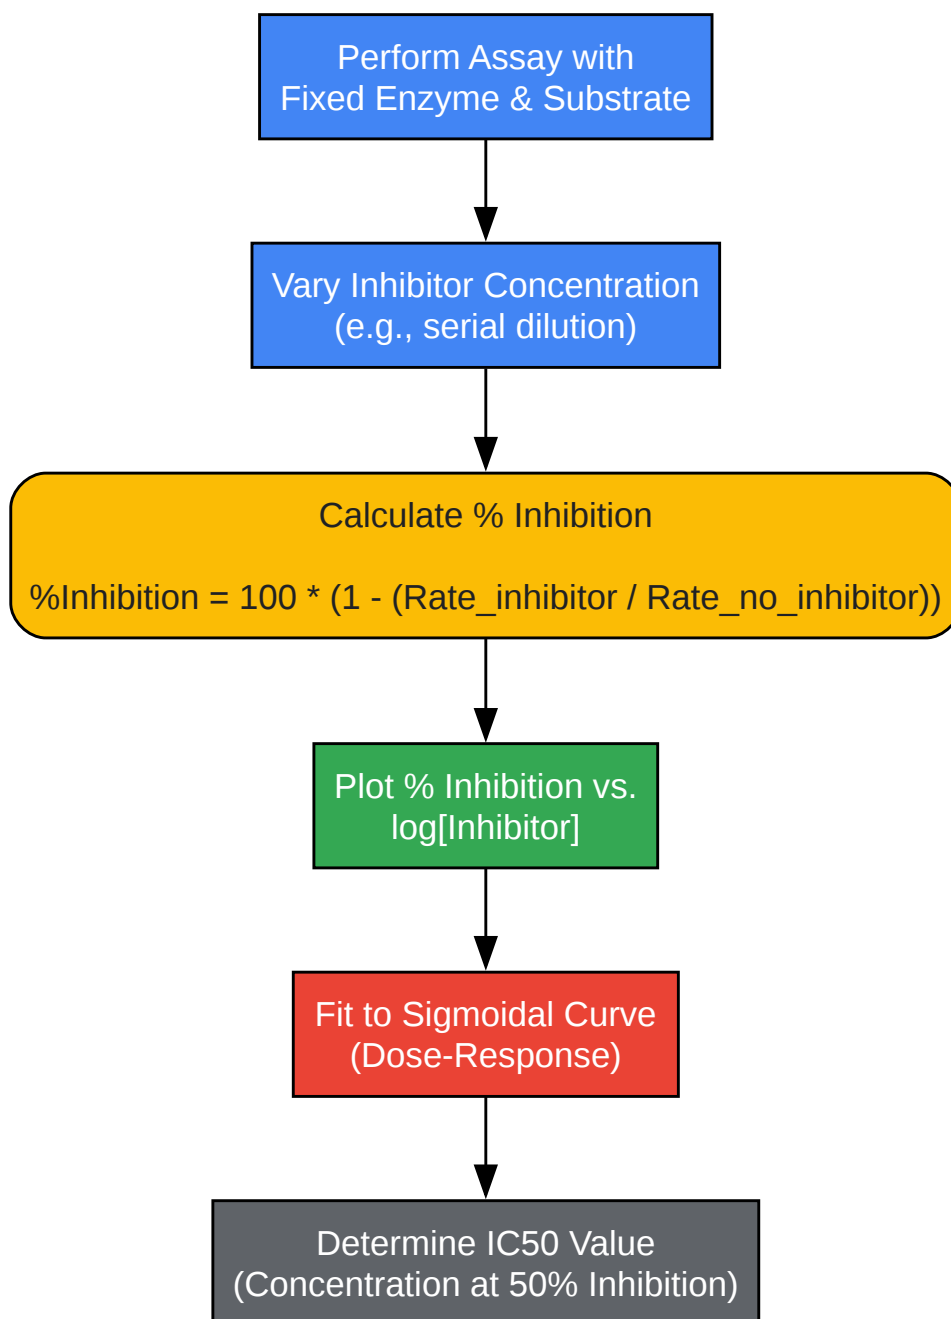 Perform Assay with
Fixed Enzyme & Substrate
Vary Inhibitor Concentration
(e.g., serial dilution)
Calculate % Inhibition
%Inhibition = 100 * (1 - (Rate_inhibitor / Rate_no_inhibitor))
Plot % Inhibition vs.
log[Inhibitor]
Fit to Sigmoidal Curve
(Dose-Response)
Determine IC50 Value
(Concentration at 50% Inhibition)